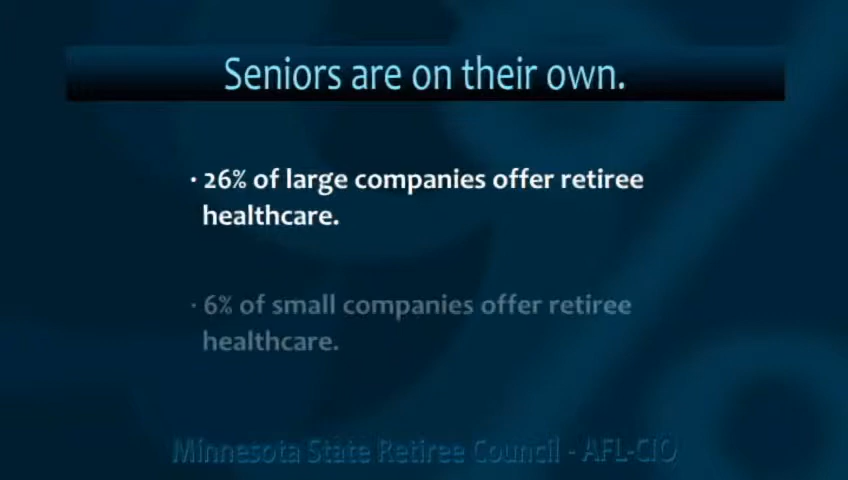 Seniors are on their own.
· 26% of large companies offer retiree
healthcare.
· 6% of small companies offer retiree
healthcare.
Minnesota State Retiree Council - AFL-CIO